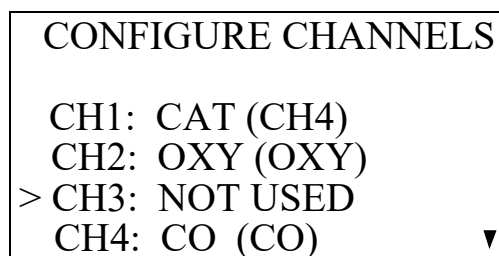 CONFIGURE CHANNELS
CH1: CAT (CH4)
CH2: OXY (OXY)
> CH3: NOT USED
CH4: CO (CO) ▼